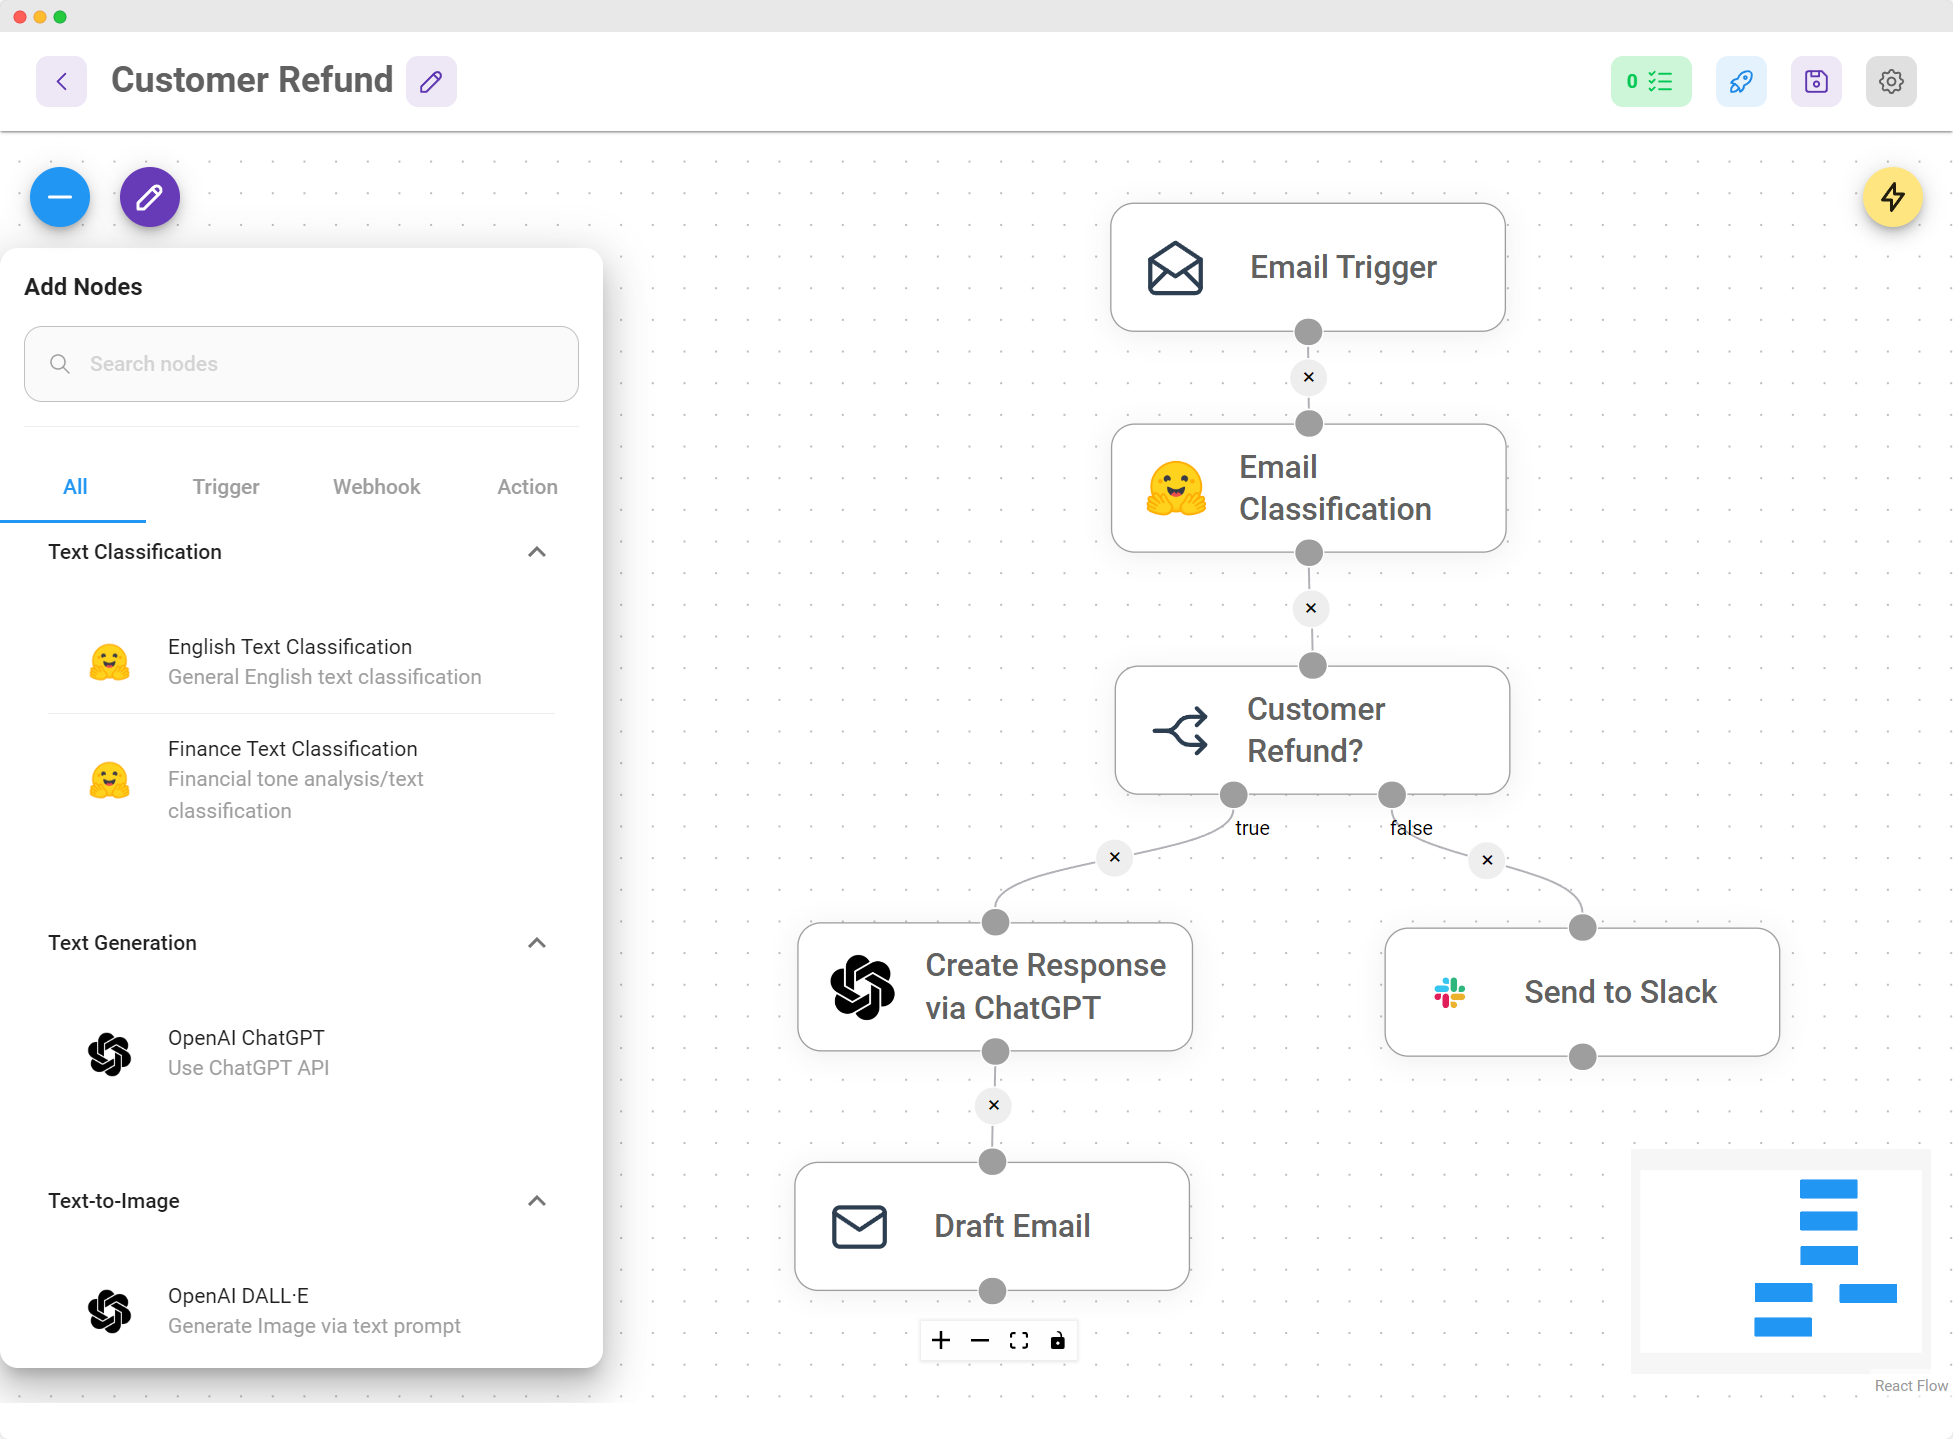 Customer Refund
0
Add Nodes
Search nodes
All
Trigger
Webhook
Action
Text Classification
English Text Classification
General English text classification
Finance Text Classification
Financial tone analysis/text
classification
Text Generation
OpenAI ChatGPT
Use ChatGPT API
Text-to-Image
OpenAI DALL·E
Generate Image via text prompt
Email Trigger
Email
Classification
Customer
Refund?
true
false
Create Response
via ChatGPT
Send to Slack
Draft Email
React Flow